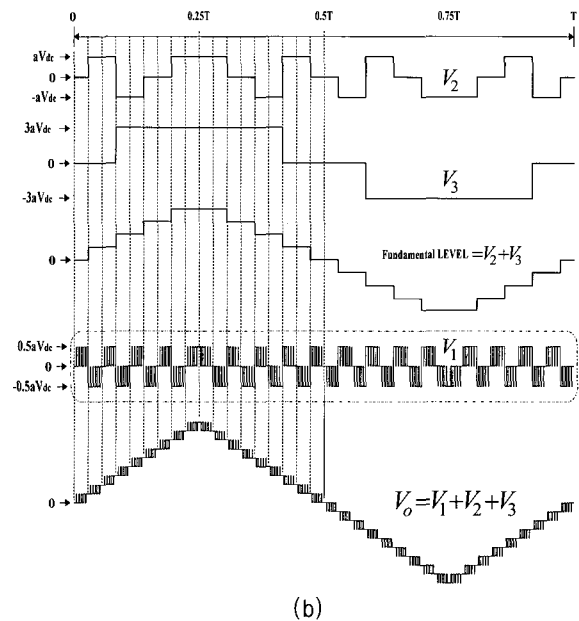 0 0.25T 0.5T 0.75T T
aVdc
0
-aVdc
V2
3aVdc
0
-3aVdc
V3
0
Fundamental LEVEL = V2+V3
0.5aVdc
0
-0.5aVdc
V1
0
Vo=V1+V2+V3
(b)